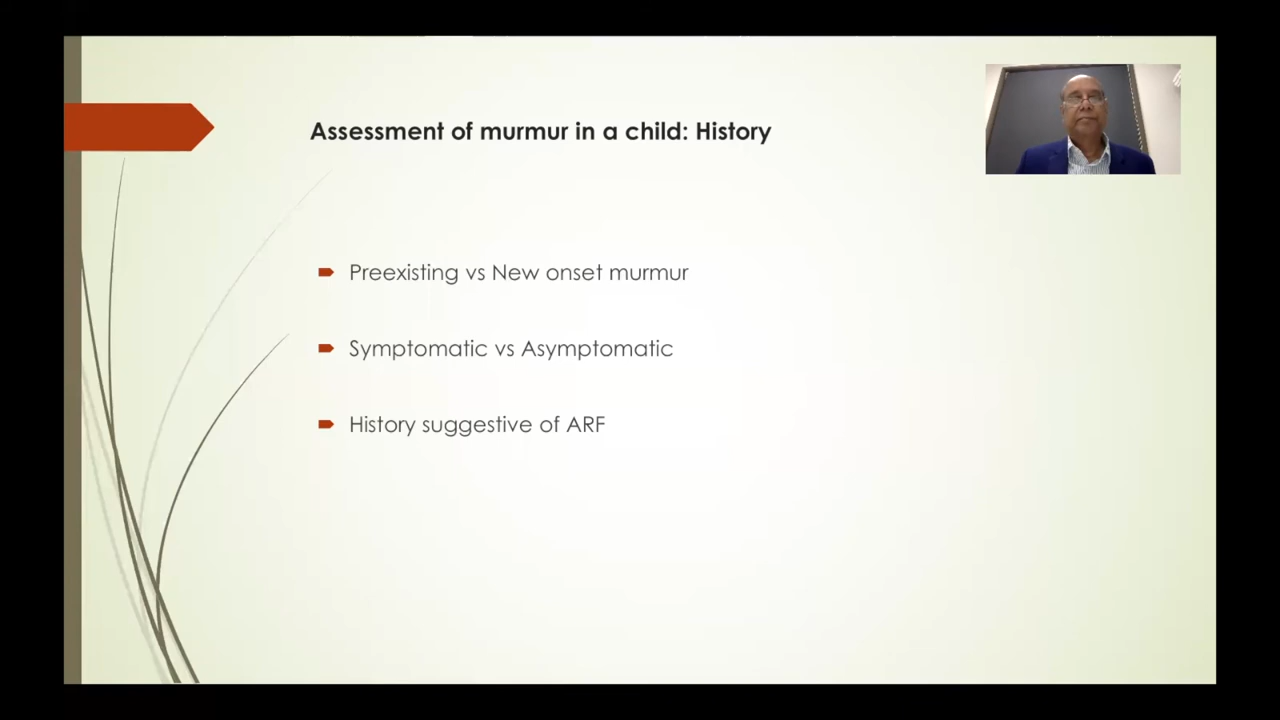 Assessment of murmur in a child: History
Preexisting vs New onset murmur
Symptomatic vs Asymptomatic
History suggestive of ARF